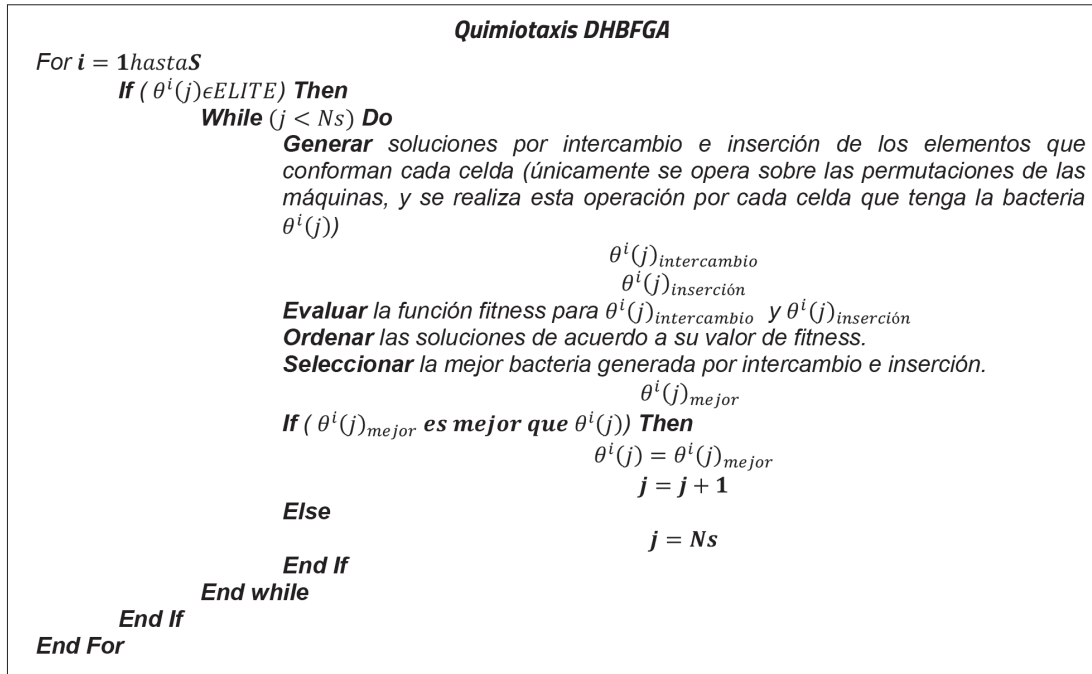 Quimiotaxis DHBFGA
For i = 1hastaS
If ( θ^i(j)ϵELITE) Then
While (j < Ns) Do
Generar soluciones por intercambio e inserción de los elementos que
conforman cada celda (únicamente se opera sobre las permutaciones de las
máquinas, y se realiza esta operación por cada celda que tenga la bacteria
θ^i(j))
θ^i(j)_intercambio
θ^i(j)_inserción
Evaluar la función fitness para θ^i(j)_intercambio y θ^i(j)_inserción
Ordenar las soluciones de acuerdo a su valor de fitness.
Seleccionar la mejor bacteria generada por intercambio e inserción.
θ^i(j)_mejor
If ( θ^i(j)_mejor es mejor que θ^i(j)) Then
θ^i(j) = θ^i(j)_mejor
j = j + 1
Else
j = Ns
End If
End while
End If
End For